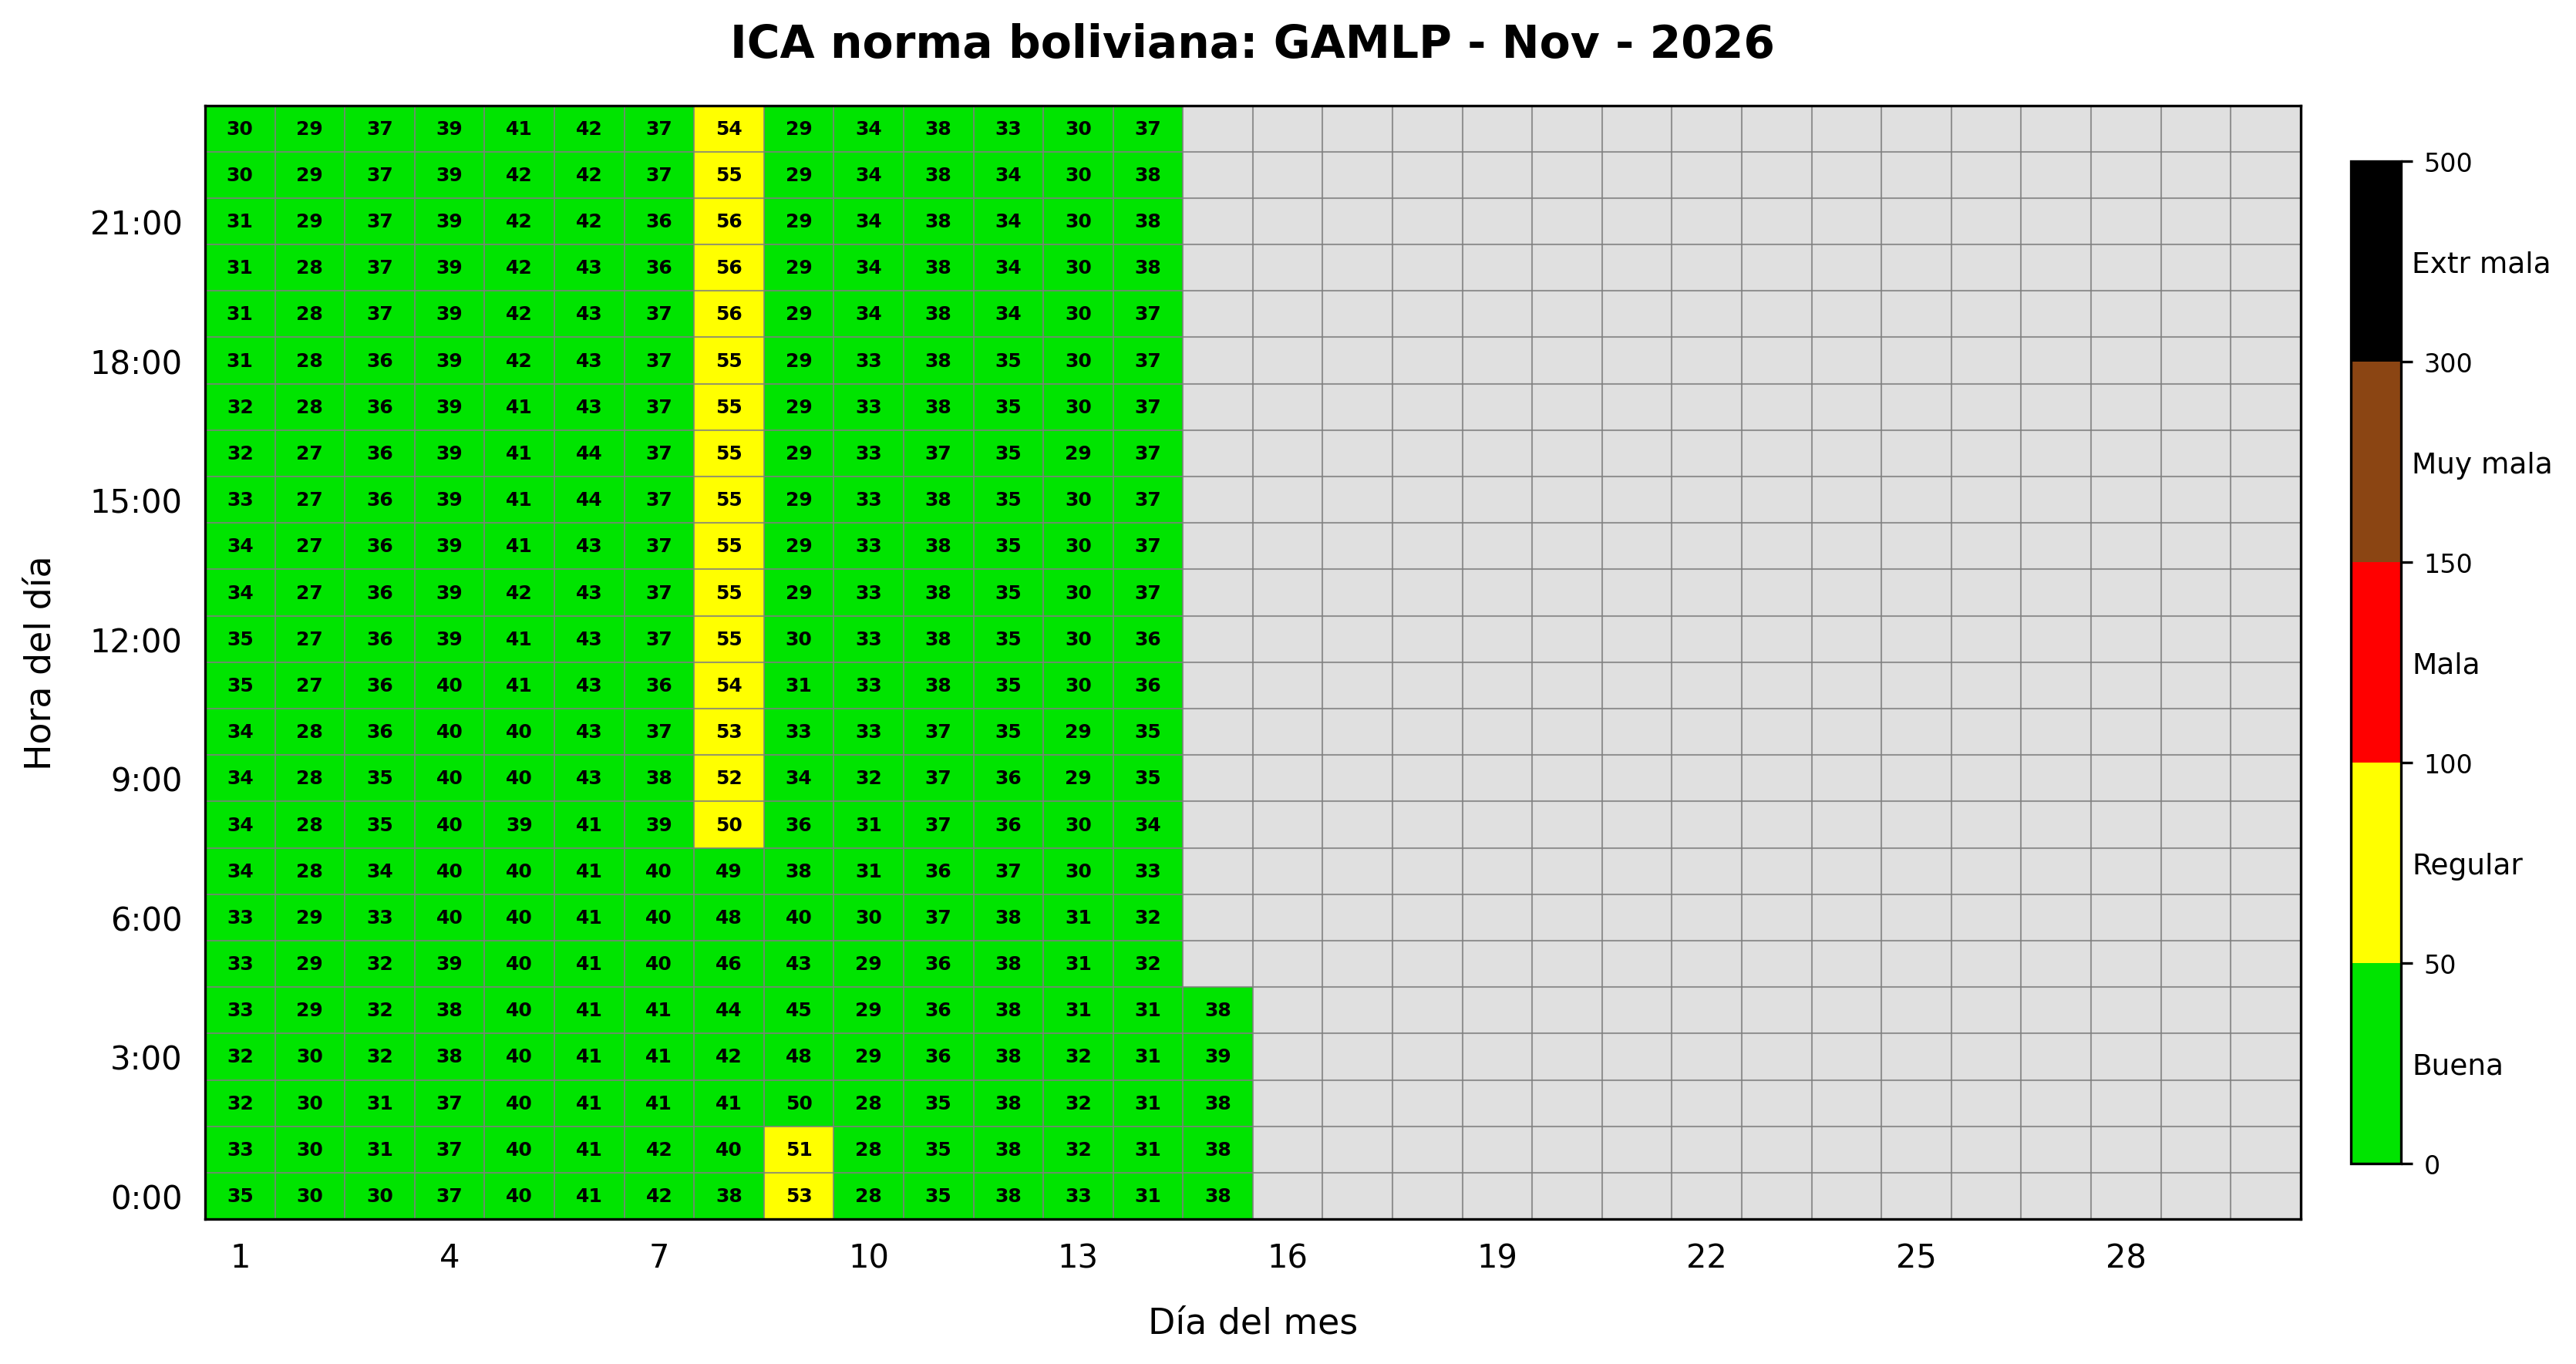 ICA norma boliviana: GAMLP - Nov - 2026
30 29 37 39 41 42 37 54 29 34 38 33 30 37
30 29 37 39 42 42 37 55 29 34 38 34 30 38
21:00 31 29 37 39 42 42 36 56 29 34 38 34 30 38
31 28 37 39 42 43 36 56 29 34 38 34 30 38
31 28 37 39 42 43 37 56 29 34 38 34 30 37
18:00 31 28 36 39 42 43 37 55 29 33 38 35 30 37
32 28 36 39 41 43 37 55 29 33 38 35 30 37
32 27 36 39 41 44 37 55 29 33 37 35 29 37
15:00 33 27 36 39 41 44 37 55 29 33 38 35 30 37
34 27 36 39 41 43 37 55 29 33 38 35 30 37
34 27 36 39 42 43 37 55 29 33 38 35 30 37
12:00 35 27 36 39 41 43 37 55 30 33 38 35 30 36
35 27 36 40 41 43 36 54 31 33 38 35 30 36
34 28 36 40 40 43 37 53 33 33 37 35 29 35
9:00 34 28 35 40 40 43 38 52 34 32 37 36 29 35
34 28 35 40 39 41 39 50 36 31 37 36 30 34
34 28 34 40 40 41 40 49 38 31 36 37 30 33
6:00 33 29 33 40 40 41 40 48 40 30 37 38 31 32
33 29 32 39 40 41 40 46 43 29 36 38 31 32
33 29 32 38 40 41 41 44 45 29 36 38 31 31 38
3:00 32 30 32 38 40 41 41 42 48 29 36 38 32 31 39
32 30 31 37 40 41 41 41 50 28 35 38 32 31 38
33 30 31 37 40 41 42 40 51 28 35 38 32 31 38
0:00 35 30 30 37 40 41 42 38 53 28 35 38 33 31 38
1 4 7 10 13 16 19 22 25 28
Día del mes
Hora del día
500
Extr mala
300
Muy mala
150
Mala
100
Regular
50
Buena
0